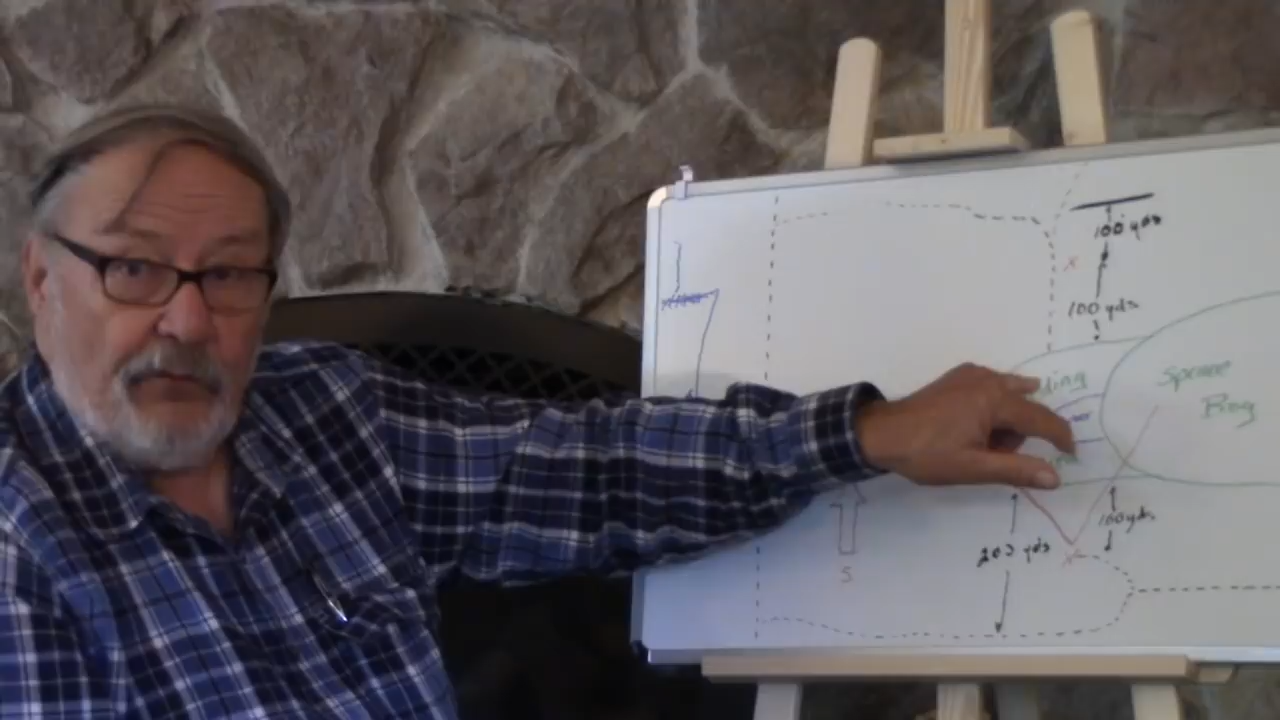 100 yds
100 yds
Spruce
Bog
100 yds
200 yds
S